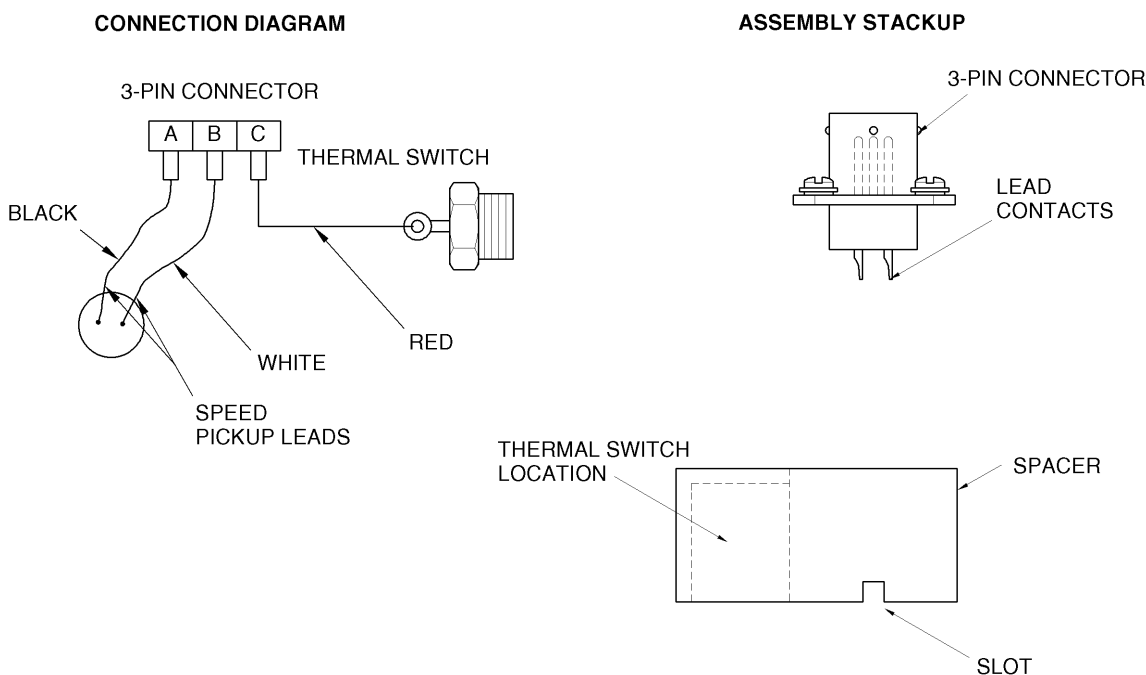 CONNECTION DIAGRAM
3-PIN CONNECTOR
A B C
THERMAL SWITCH
BLACK
RED
WHITE
SPEED
PICKUP LEADS
ASSEMBLY STACKUP
3-PIN CONNECTOR
LEAD
CONTACTS
THERMAL SWITCH
LOCATION
SPACER
SLOT